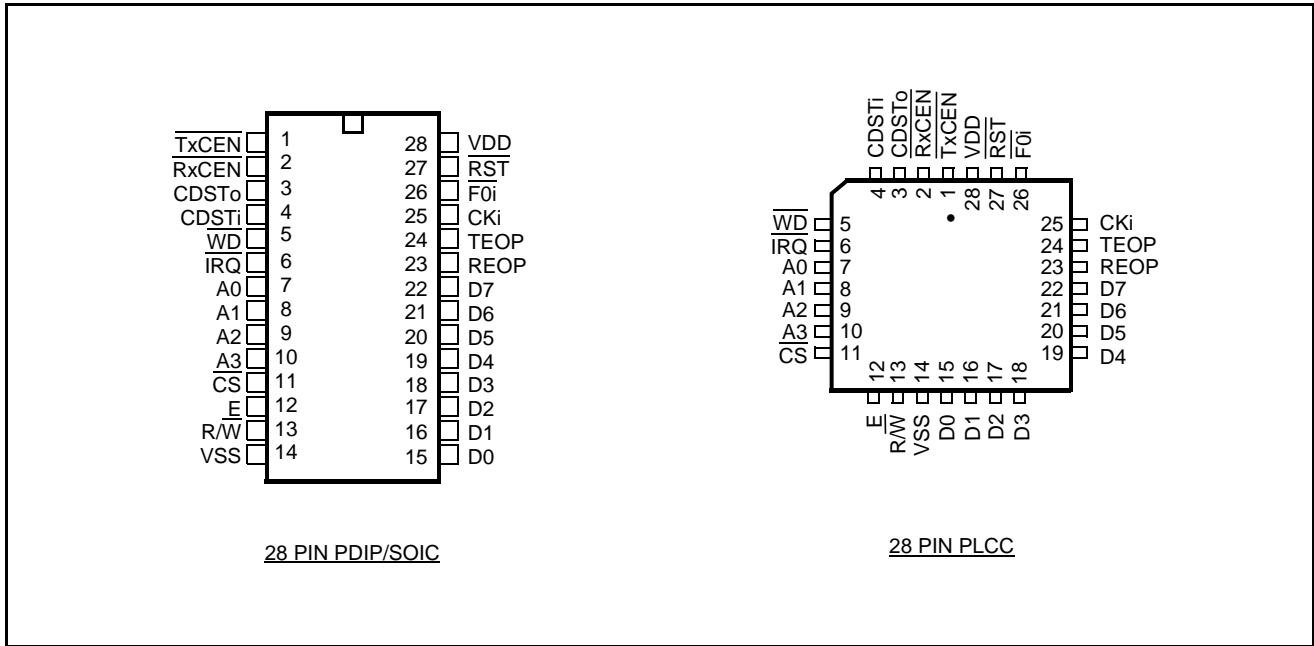 TxCEN 1 28 VDD
RxCEN 2 27 RST
CDSTo 3 26 F0i
CDSTi 4 25 CKi
WD 5 24 TEOP
IRQ 6 23 REOP
A0 7 22 D7
A1 8 21 D6
A2 9 20 D5
A3 10 19 D4
CS 11 18 D3
E 12 17 D2
R/W 13 16 D1
VSS 14 15 D0
28 PIN PDIP/SOIC
CDSTi CDSTo RxCEN TxCEN VDD RST F0i
4 3 2 1 28 27 26
WD 5 25 CKi
IRQ 6 24 TEOP
A0 7 23 REOP
A1 8 22 D7
A2 9 21 D6
A3 10 20 D5
CS 11 19 D4
12 13 14 15 16 17 18
E R/W VSS D0 D1 D2 D3
28 PIN PLCC